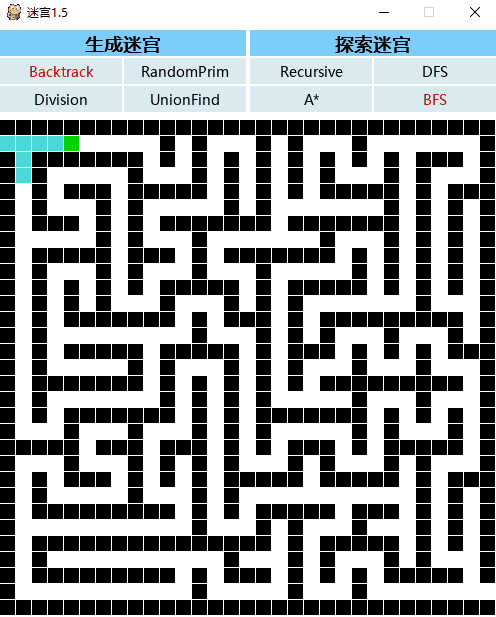 迷宫1.5
生成迷宫 探索迷宫
Backtrack RandomPrim Recursive DFS
Division UnionFind A* BFS